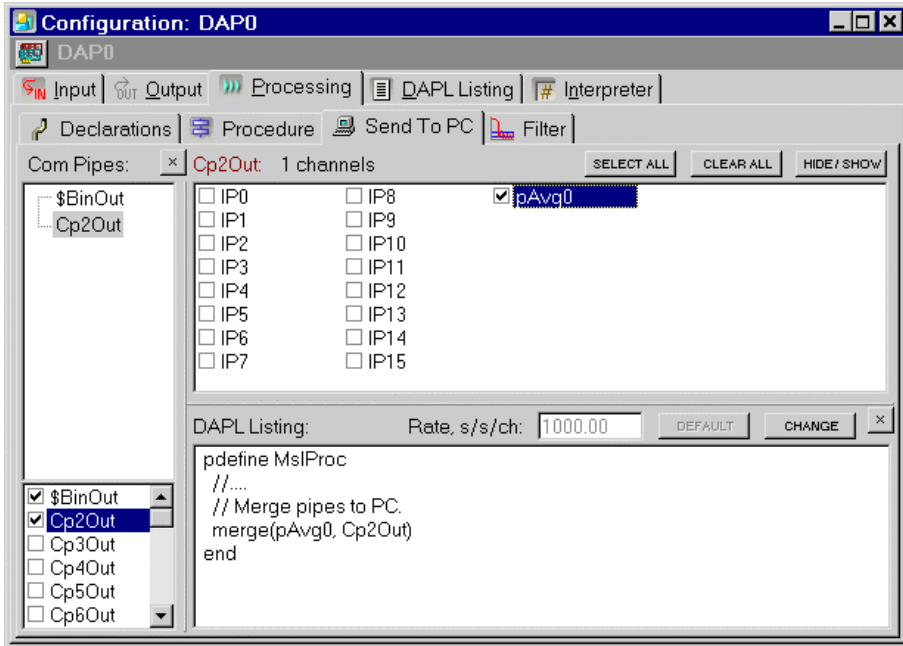 Configuration: DAP0
DAP0
IN Input OUT Output Processing DAPL Listing # Interpreter
Declarations Procedure Send To PC Filter
Com Pipes: × Cp2Out: 1 channels SELECT ALL CLEAR ALL HIDE / SHOW
$BinOut
Cp2Out
IP0 IP8 pAvg0
IP1 IP9
IP2 IP10
IP3 IP11
IP4 IP12
IP5 IP13
IP6 IP14
IP7 IP15
DAPL Listing: Rate, s/s/ch: 1000.00 DEFAULT CHANGE ×
pdefine MslProc
//....
// Merge pipes to PC.
merge(pAvg0, Cp2Out)
end
$BinOut
Cp2Out
Cp3Out
Cp4Out
Cp5Out
Cp6Out